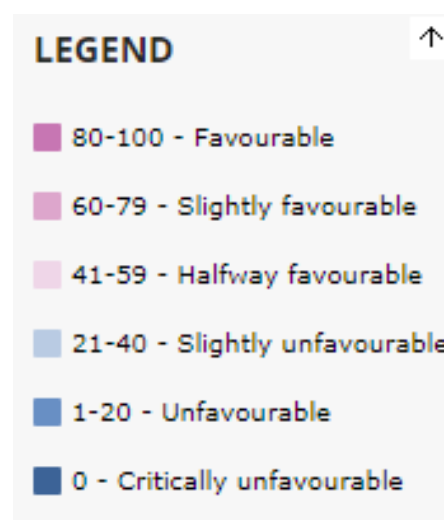 LEGEND
80-100 - Favourable
60-79 - Slightly favourable
41-59 - Halfway favourable
21-40 - Slightly unfavourable
1-20 - Unfavourable
0 - Critically unfavourable